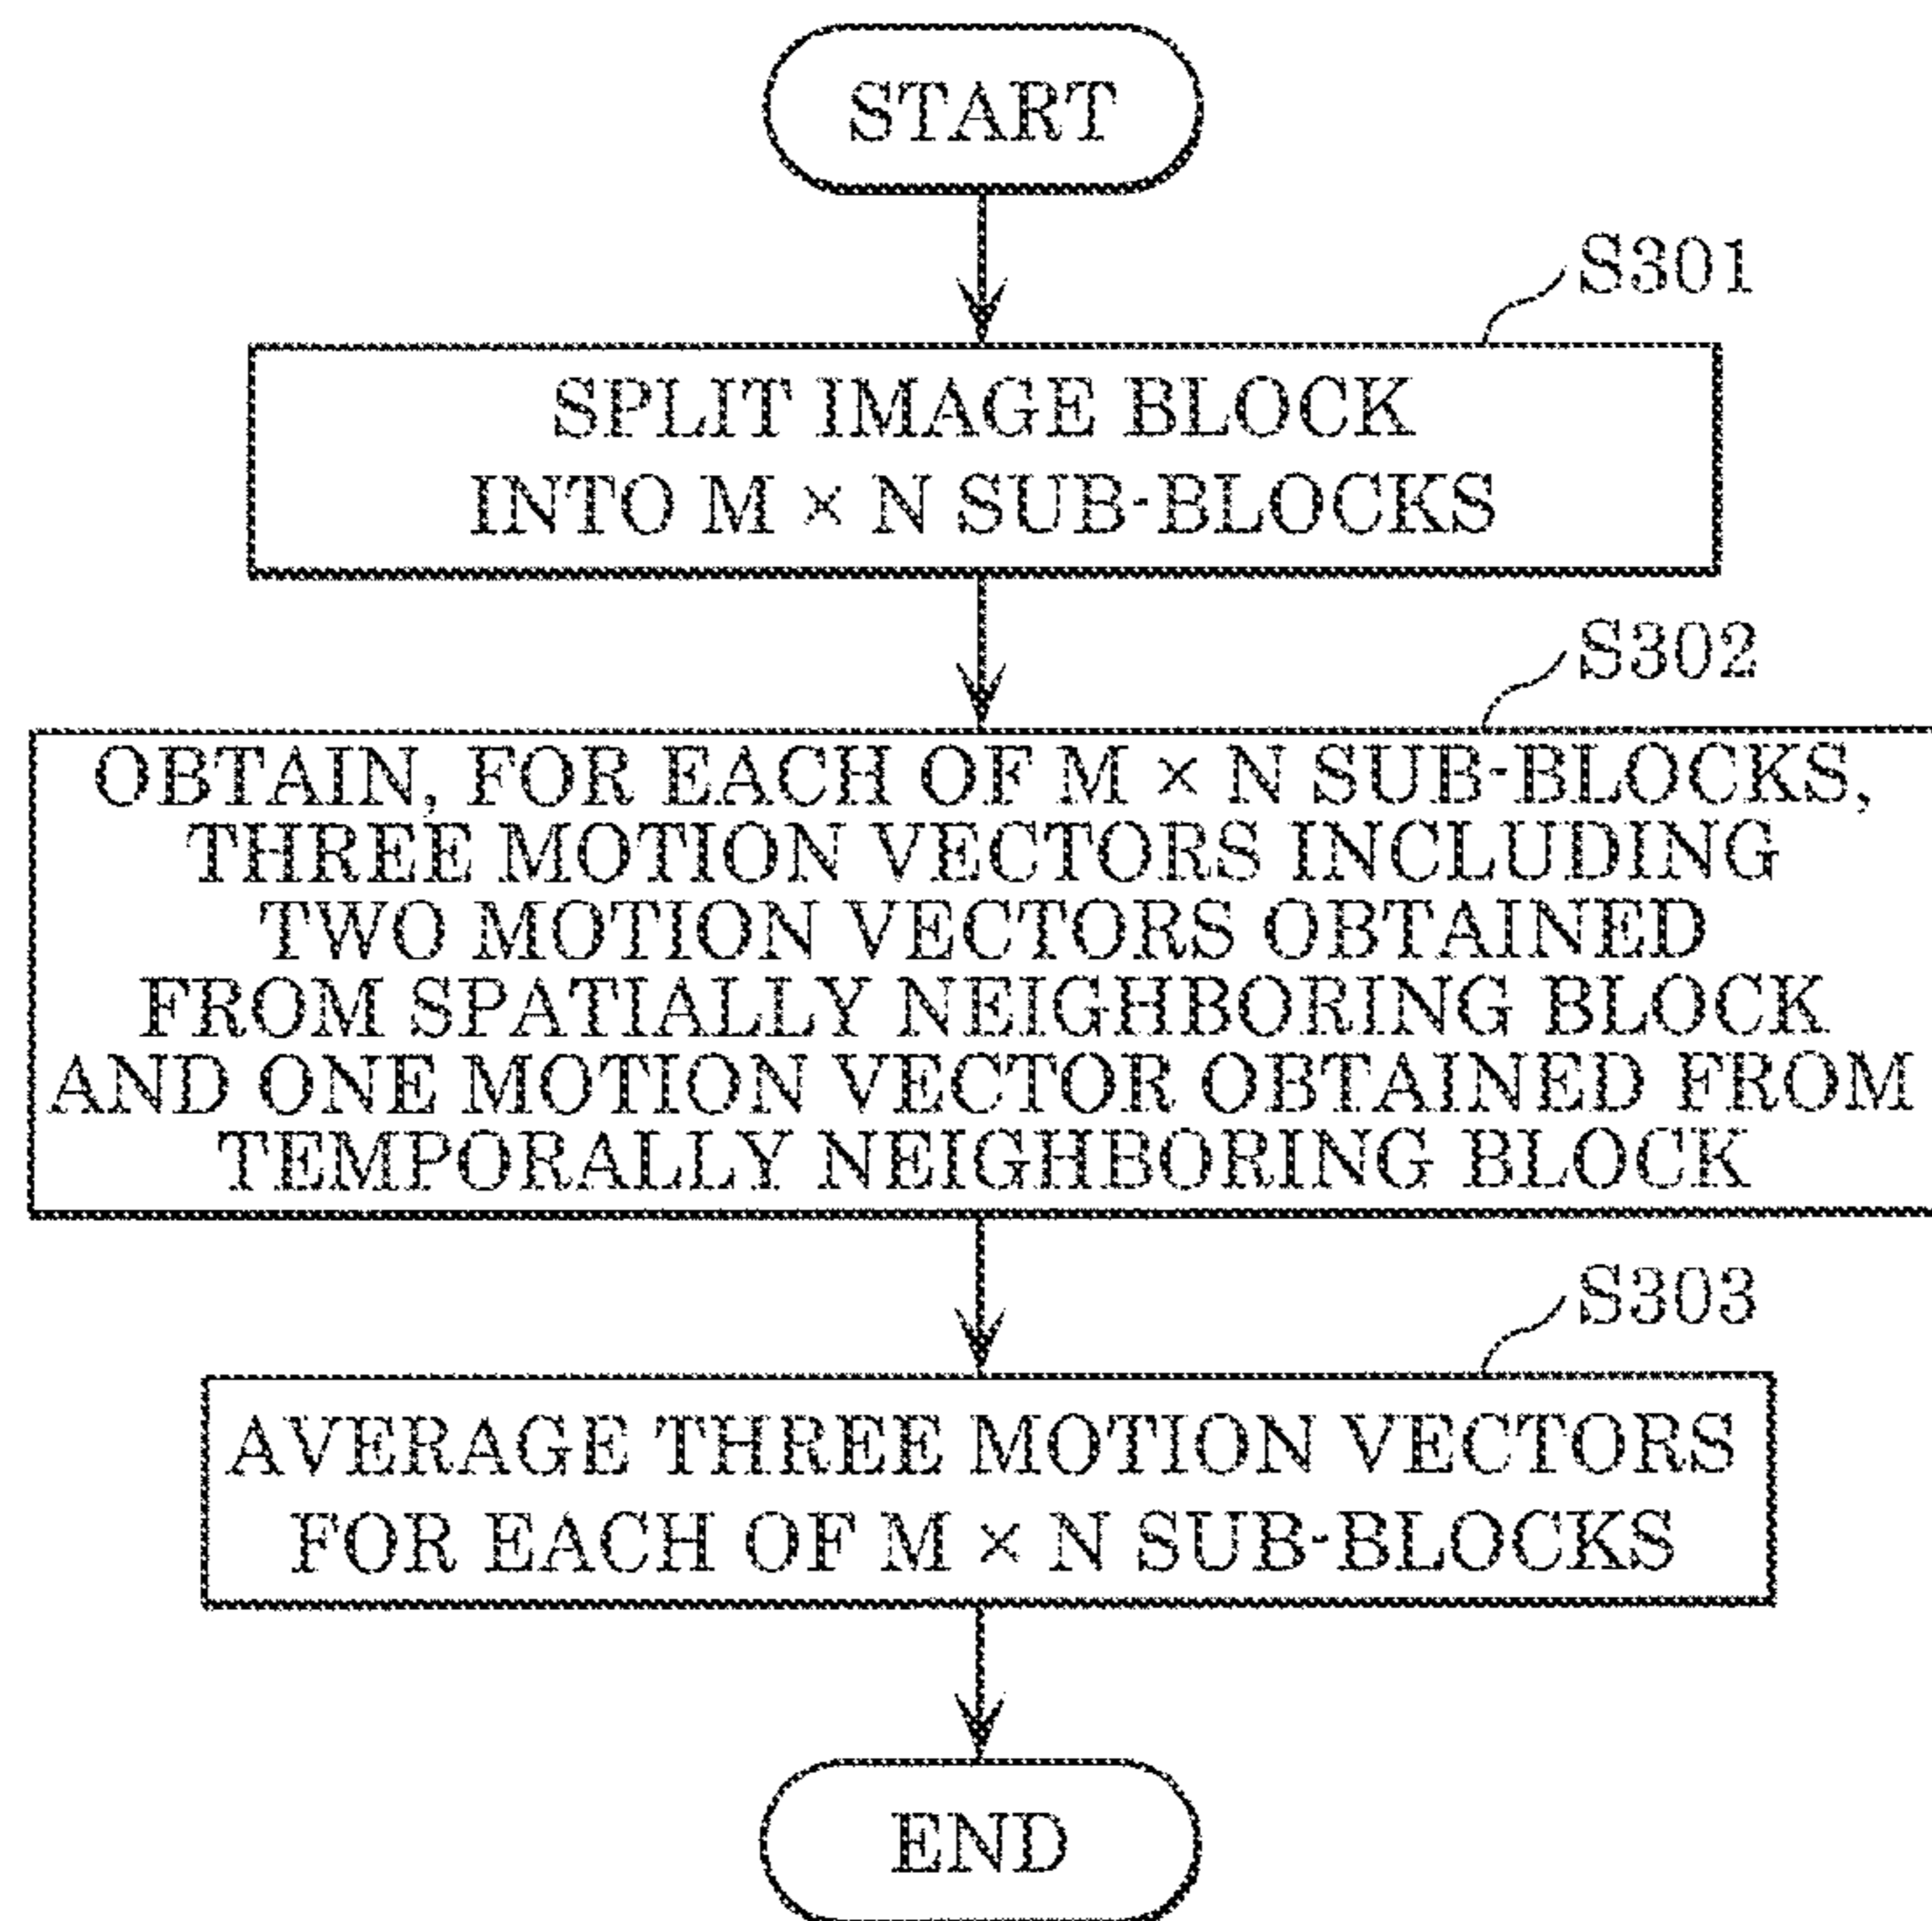 START
S301
SPLIT IMAGE BLOCK
INTO M × N SUB-BLOCKS
S302
OBTAIN, FOR EACH OF M × N SUB-BLOCKS,
THREE MOTION VECTORS INCLUDING
TWO MOTION VECTORS OBTAINED
FROM SPATIALLY NEIGHBORING BLOCK
AND ONE MOTION VECTOR OBTAINED FROM
TEMPORALLY NEIGHBORING BLOCK
S303
AVERAGE THREE MOTION VECTORS
FOR EACH OF M × N SUB-BLOCKS
END